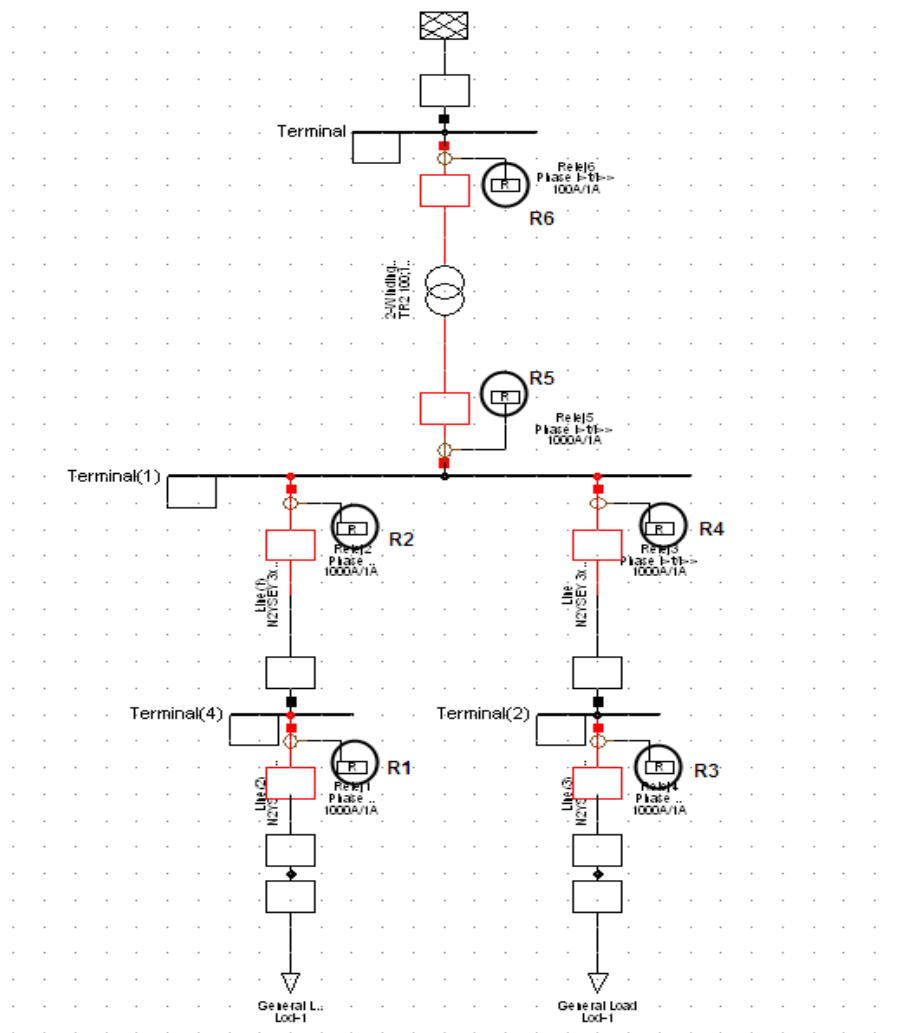 Terminal
Relej6
Phase I>t/I>>
100A/1A
R
R6
2-Winding..
TR2 100;1..
R5
R
Relej5
Phase I>t/I>>
1000A/1A
Terminal(1)
R
R2
Relej2
Phase ..
1000A/1A
Line(1)
N2YSEY 3x..
R
R4
Relej3
Phase I>t/I>>
1000A/1A
Line
N2YSEY 3x..
Terminal(4)
R
R1
Relej1
Phase ..
1000A/1A
Line(2)
Terminal(2)
R
R3
Relej4
Phase ..
1000A/1A
Line(3)
General L..
Lod-1
General Load
Lod-1